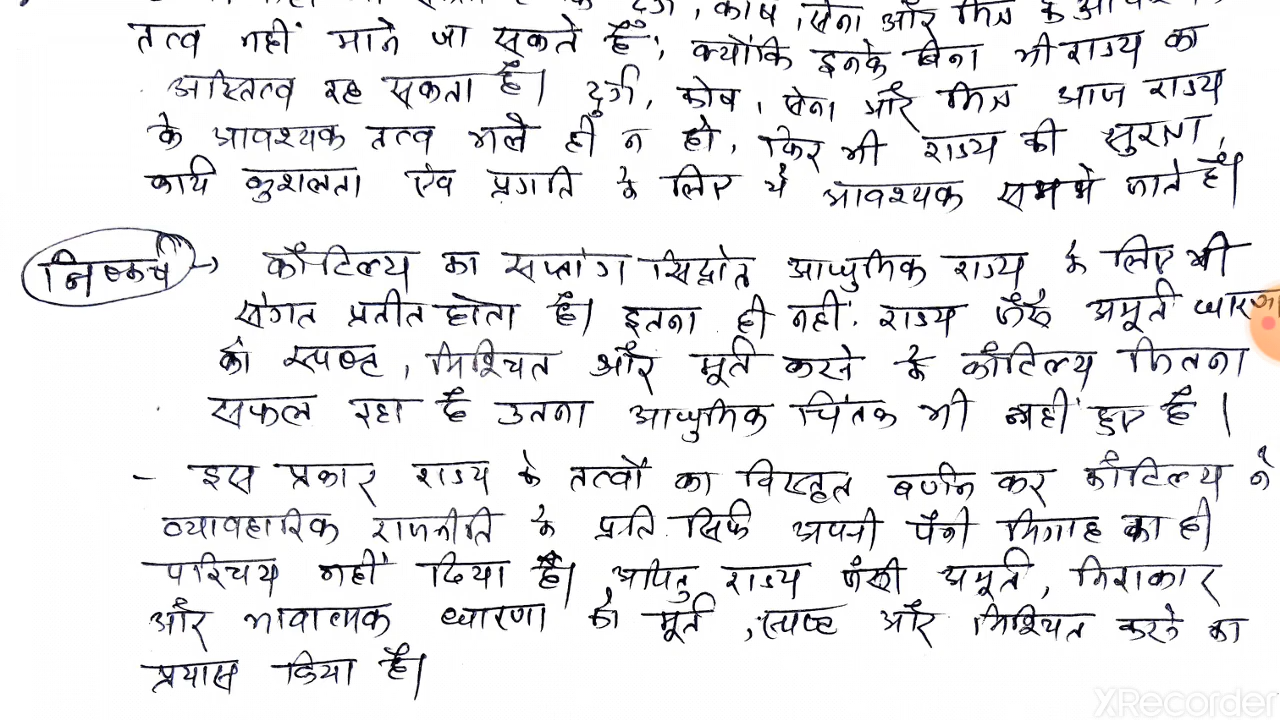 दुर्ग, कोष, सेना और मित्र के
तत्व नहीं माने जा सकते हैं, क्योंकि इनके बिना भी राज्य का
अस्तित्व रह सकता है। दुर्ग, कोष, सेना और मित्र आज राज्य
के आवश्यक तत्व भले ही न हो, फिर भी राज्य की सुरक्षा,
कार्य कुशलता एंव प्रगति के लिए ये आवश्यक समझे जाते हैं।
निष्कर्ष → कौटिल्य का सप्तांग सिद्धांत आधुनिक राज्य के लिए भी
संगत प्रतीत होता है। इतना ही नहीं, राज्य जैसे अमूर्त धारणा
को स्पष्ट, निश्चित और मूर्त करने के कौटिल्य जितना
सफल रहा है उतना आधुनिक चिंतक भी नहीं हुए है।
- इस प्रकार राज्य के तत्वों का विस्तृत वर्णन कर कौटिल्य ने
व्यावहारिक राजनीति के प्रति सिर्फ अपनी पैनी निगाह का ही
परिचय नहीं दिया है। अपितु राज्य जैसी अमूर्त, निराकार
और भावात्मक धारणा को मूर्त, स्पष्ट और निश्चित करने का
प्रयास किया है।
XRecorder